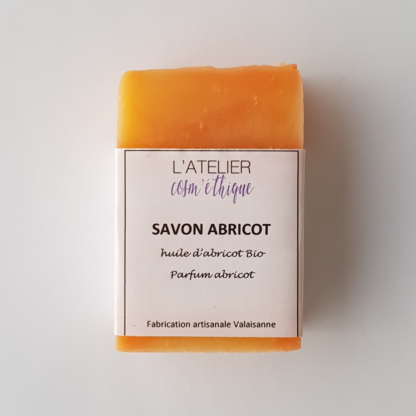 L'ATELIER
cosm'éthique
SAVON ABRICOT
huile d'abricot Bio
Parfum abricot
Fabrication artisanale Valaisanne